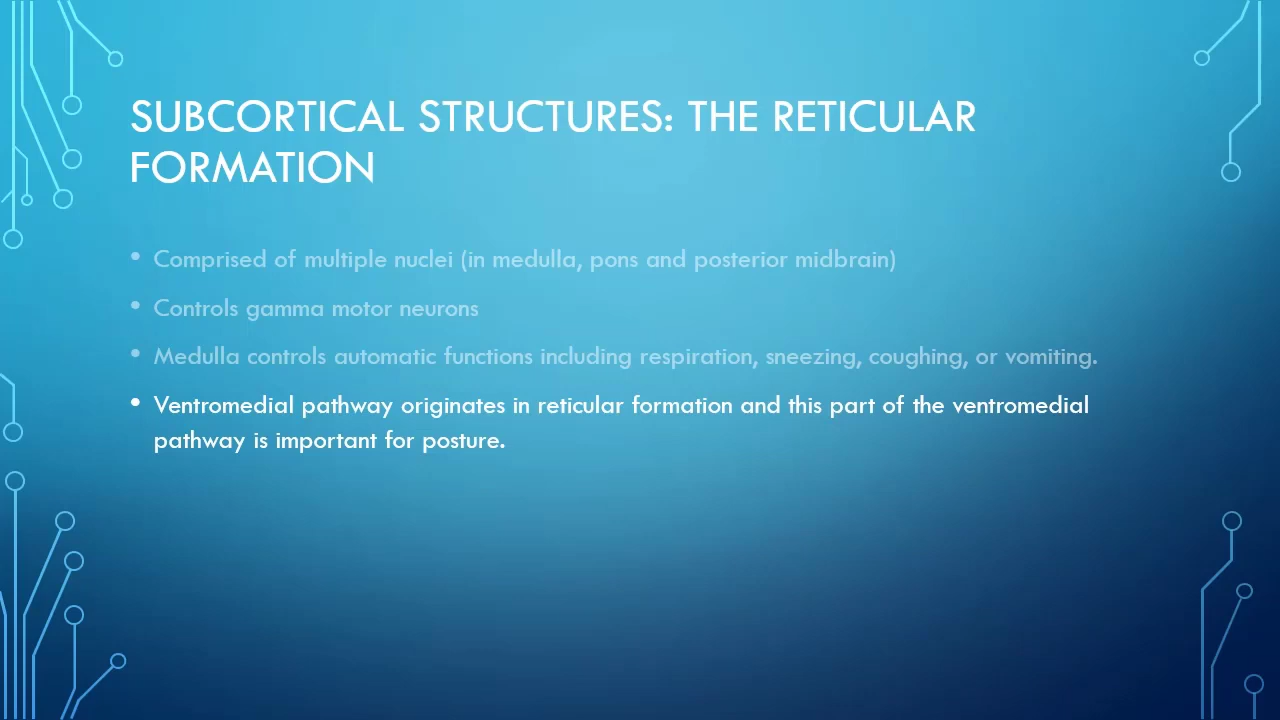 SUBCORTICAL STRUCTURES: THE RETICULAR
FORMATION
• Comprised of multiple nuclei (in medulla, pons and posterior midbrain)
• Controls gamma motor neurons
• Medulla controls automatic functions including respiration, sneezing, coughing, or vomiting.
• Ventromedial pathway originates in reticular formation and this part of the ventromedial
pathway is important for posture.